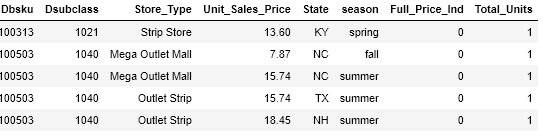 Dbsku Dsubclass Store_Type Unit_Sales_Price State season Full_Price_Ind Total_Units
100313 1021 Strip Store 13.60 KY spring 0 1
100503 1040 Mega Outlet Mall 7.87 NC fall 0 1
100503 1040 Mega Outlet Mall 15.74 NC summer 0 1
100503 1040 Outlet Strip 15.74 TX summer 0 1
100503 1040 Outlet Strip 18.45 NH summer 0 1